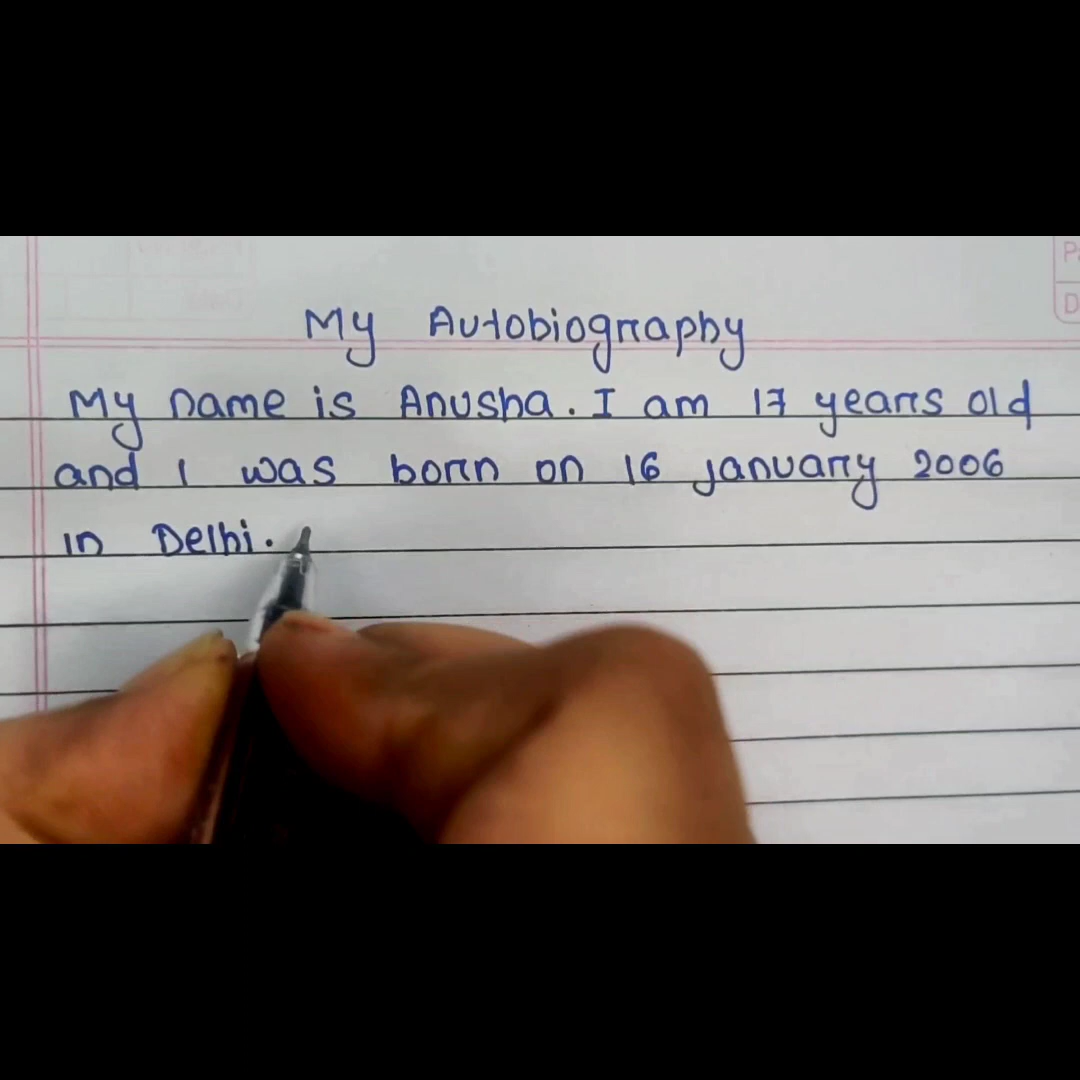 My Autobiography
My name is Anusha. I am 17 years old
and I was born on 16 january 2006
in Delhi.